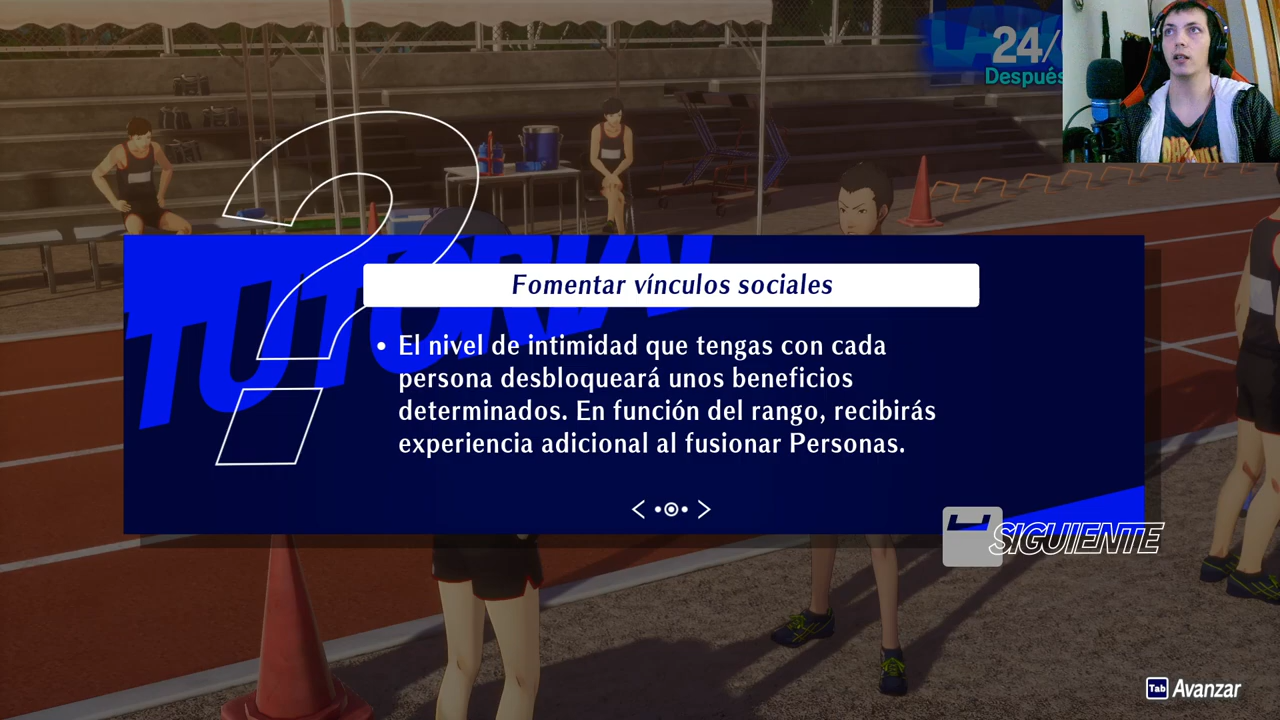 24/
Después
TUTORIAL
Fomentar vínculos sociales
• El nivel de intimidad que tengas con cada
persona desbloqueará unos beneficios
determinados. En función del rango, recibirás
experiencia adicional al fusionar Personas.
SIGUIENTE
Tab Avanzar